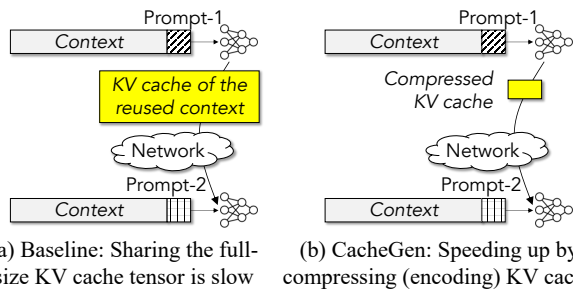 Prompt-1
Context
KV cache of the
reused context
Network
Prompt-2
Context
a) Baseline: Sharing the full-
size KV cache tensor is slow
Prompt-1
Context
Compressed
KV cache
Network
Prompt-2
Context
(b) CacheGen: Speeding up by
compressing (encoding) KV cac